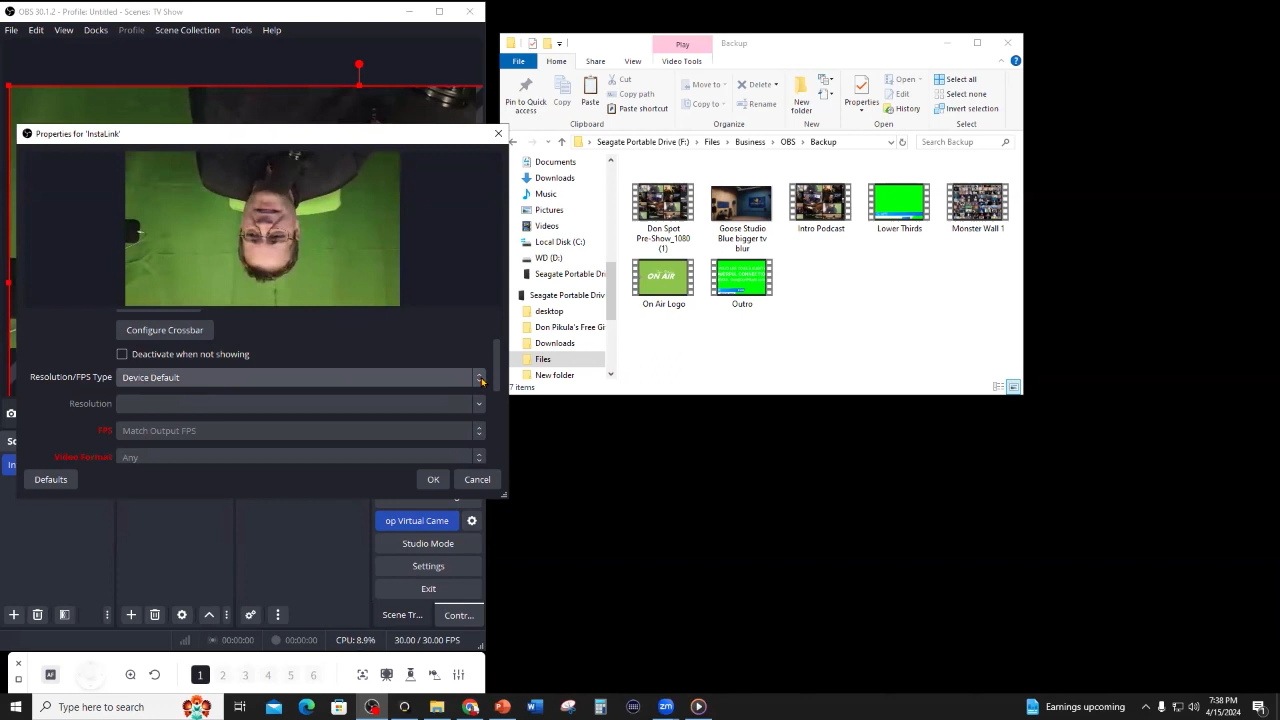 OBS 30.1.2 - Profile: Untitled - Scenes: TV Show
File Edit View Docks Profile Scene Collection Tools Help
Properties for 'InstaLink'
Configure Crossbar
Deactivate when not showing
Resolution/FPS Type Device Default
Resolution
FPS Match Output FPS
Video Format Any
Defaults OK Cancel
op Virtual Came
Studio Mode
Settings
Exit
Scene Tr... Contr...
00:00:00 00:00:00 CPU: 8.9% 30.00 / 30.00 FPS
AF 1 2 3 4 5 6
Play Backup
File Home Share View Video Tools
Pin to Quick access Copy Paste Cut Copy path Paste shortcut
Move to Copy to Delete Rename
New folder Properties Open Edit History
Select all Select none Invert selection
Clipboard Organize New Open Select
Seagate Portable Drive (F:) Files Business OBS Backup Search Backup
Documents
Downloads
Music
Pictures
Videos
Local Disk (C:)
WD (D:)
Seagate Portable Dri
Seagate Portable Drive
desktop
Don Pikula's Free Gi
Downloads
Files
New folder
Don Spot Pre-Show_1080 (1)
Goose Studio Blue bigger tv blur
Intro Podcast
Lower Thirds
Monster Wall 1
ON AIR
On Air Logo
Outro
7 items
Type here to search
Earnings upcoming
7:38 PM
4/15/2024